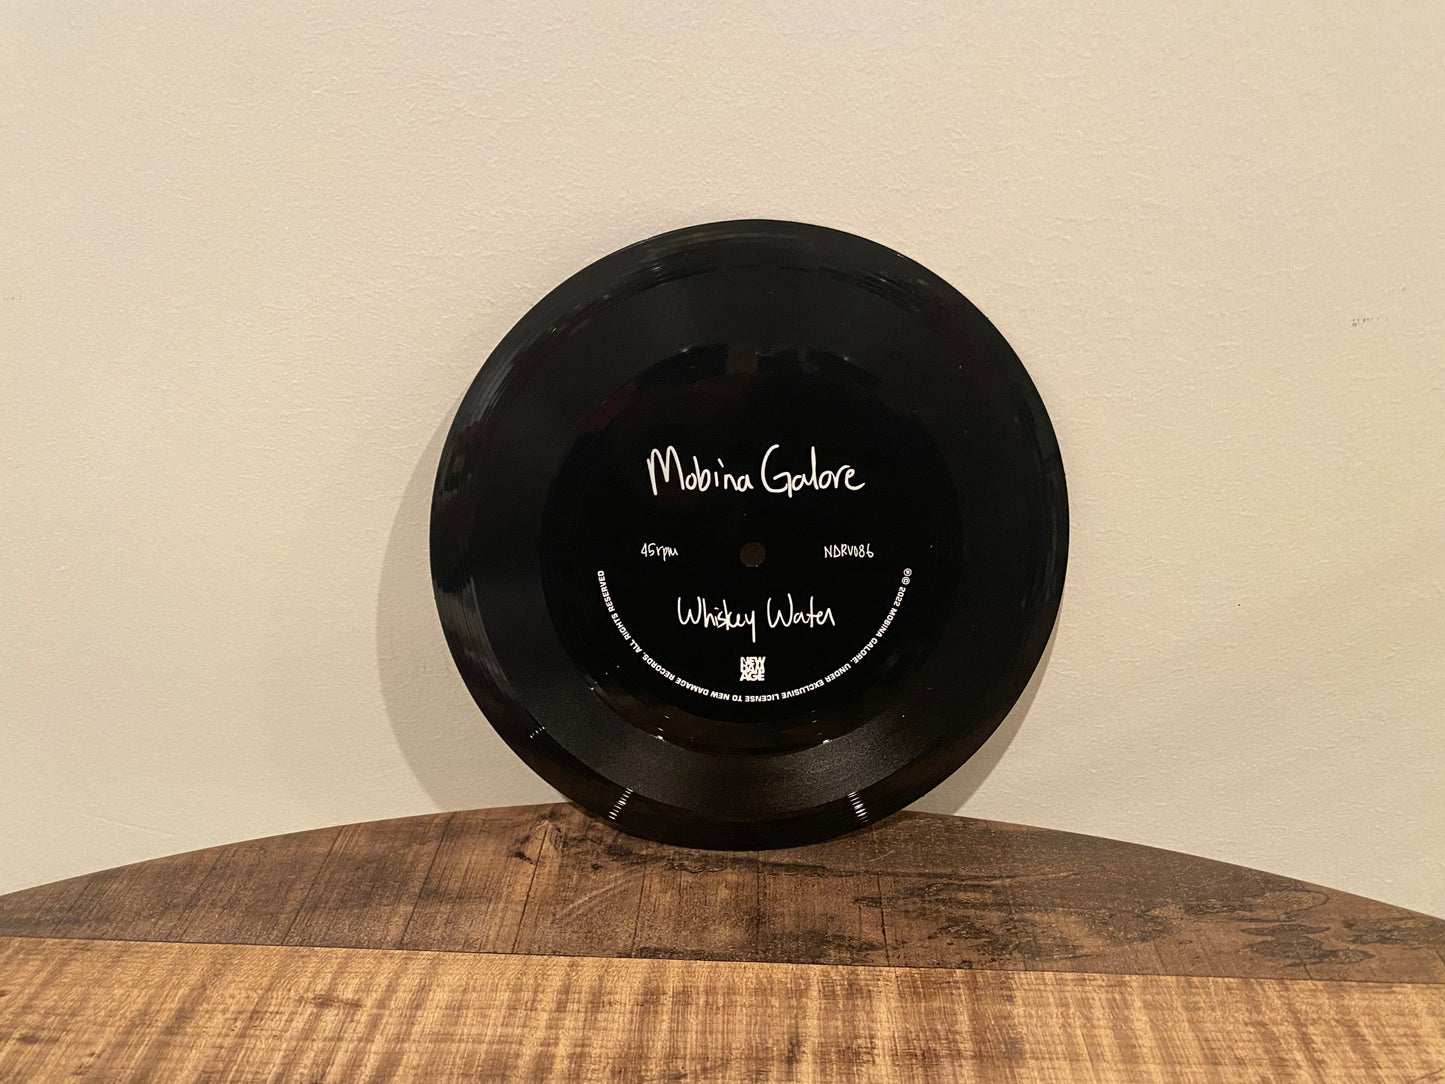 Mobina Galore
45rpm
NDRV086
Whiskey Water
NEW
DAMAGE
℗ © 2022 MOBINA GALORE, UNDER EXCLUSIVE LICENSE TO NEW DAMAGE RECORDS. ALL RIGHTS RESERVED